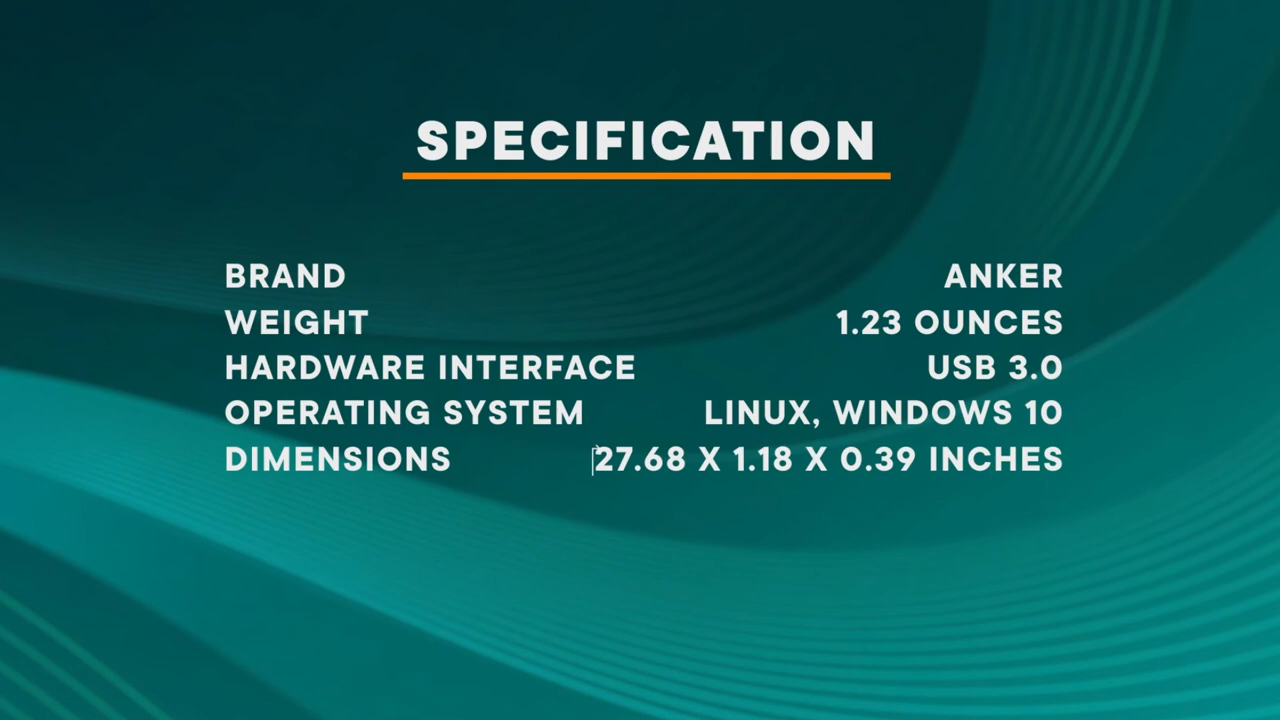 SPECIFICATION
BRAND ANKER
WEIGHT 1.23 OUNCES
HARDWARE INTERFACE USB 3.0
OPERATING SYSTEM LINUX, WINDOWS 10
DIMENSIONS 27.68 X 1.18 X 0.39 INCHES